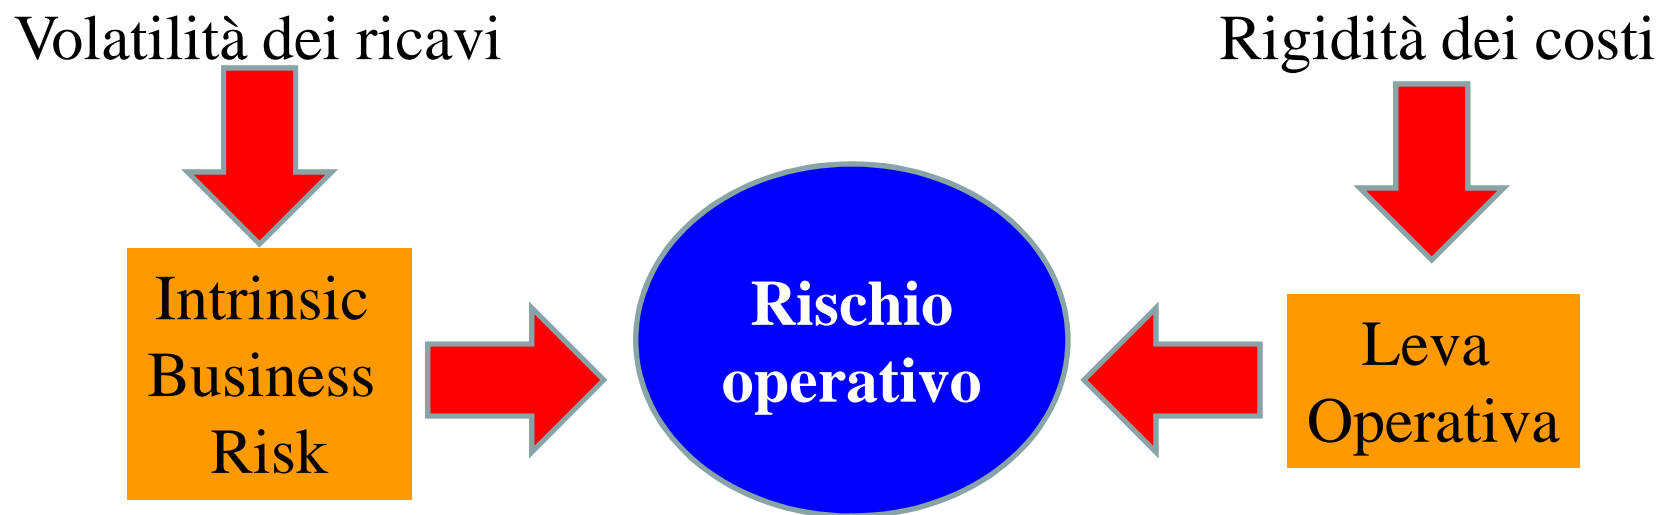 Volatilità dei ricavi
Rigidità dei costi
Intrinsic
Business
Risk
Rischio
operativo
Leva
Operativa